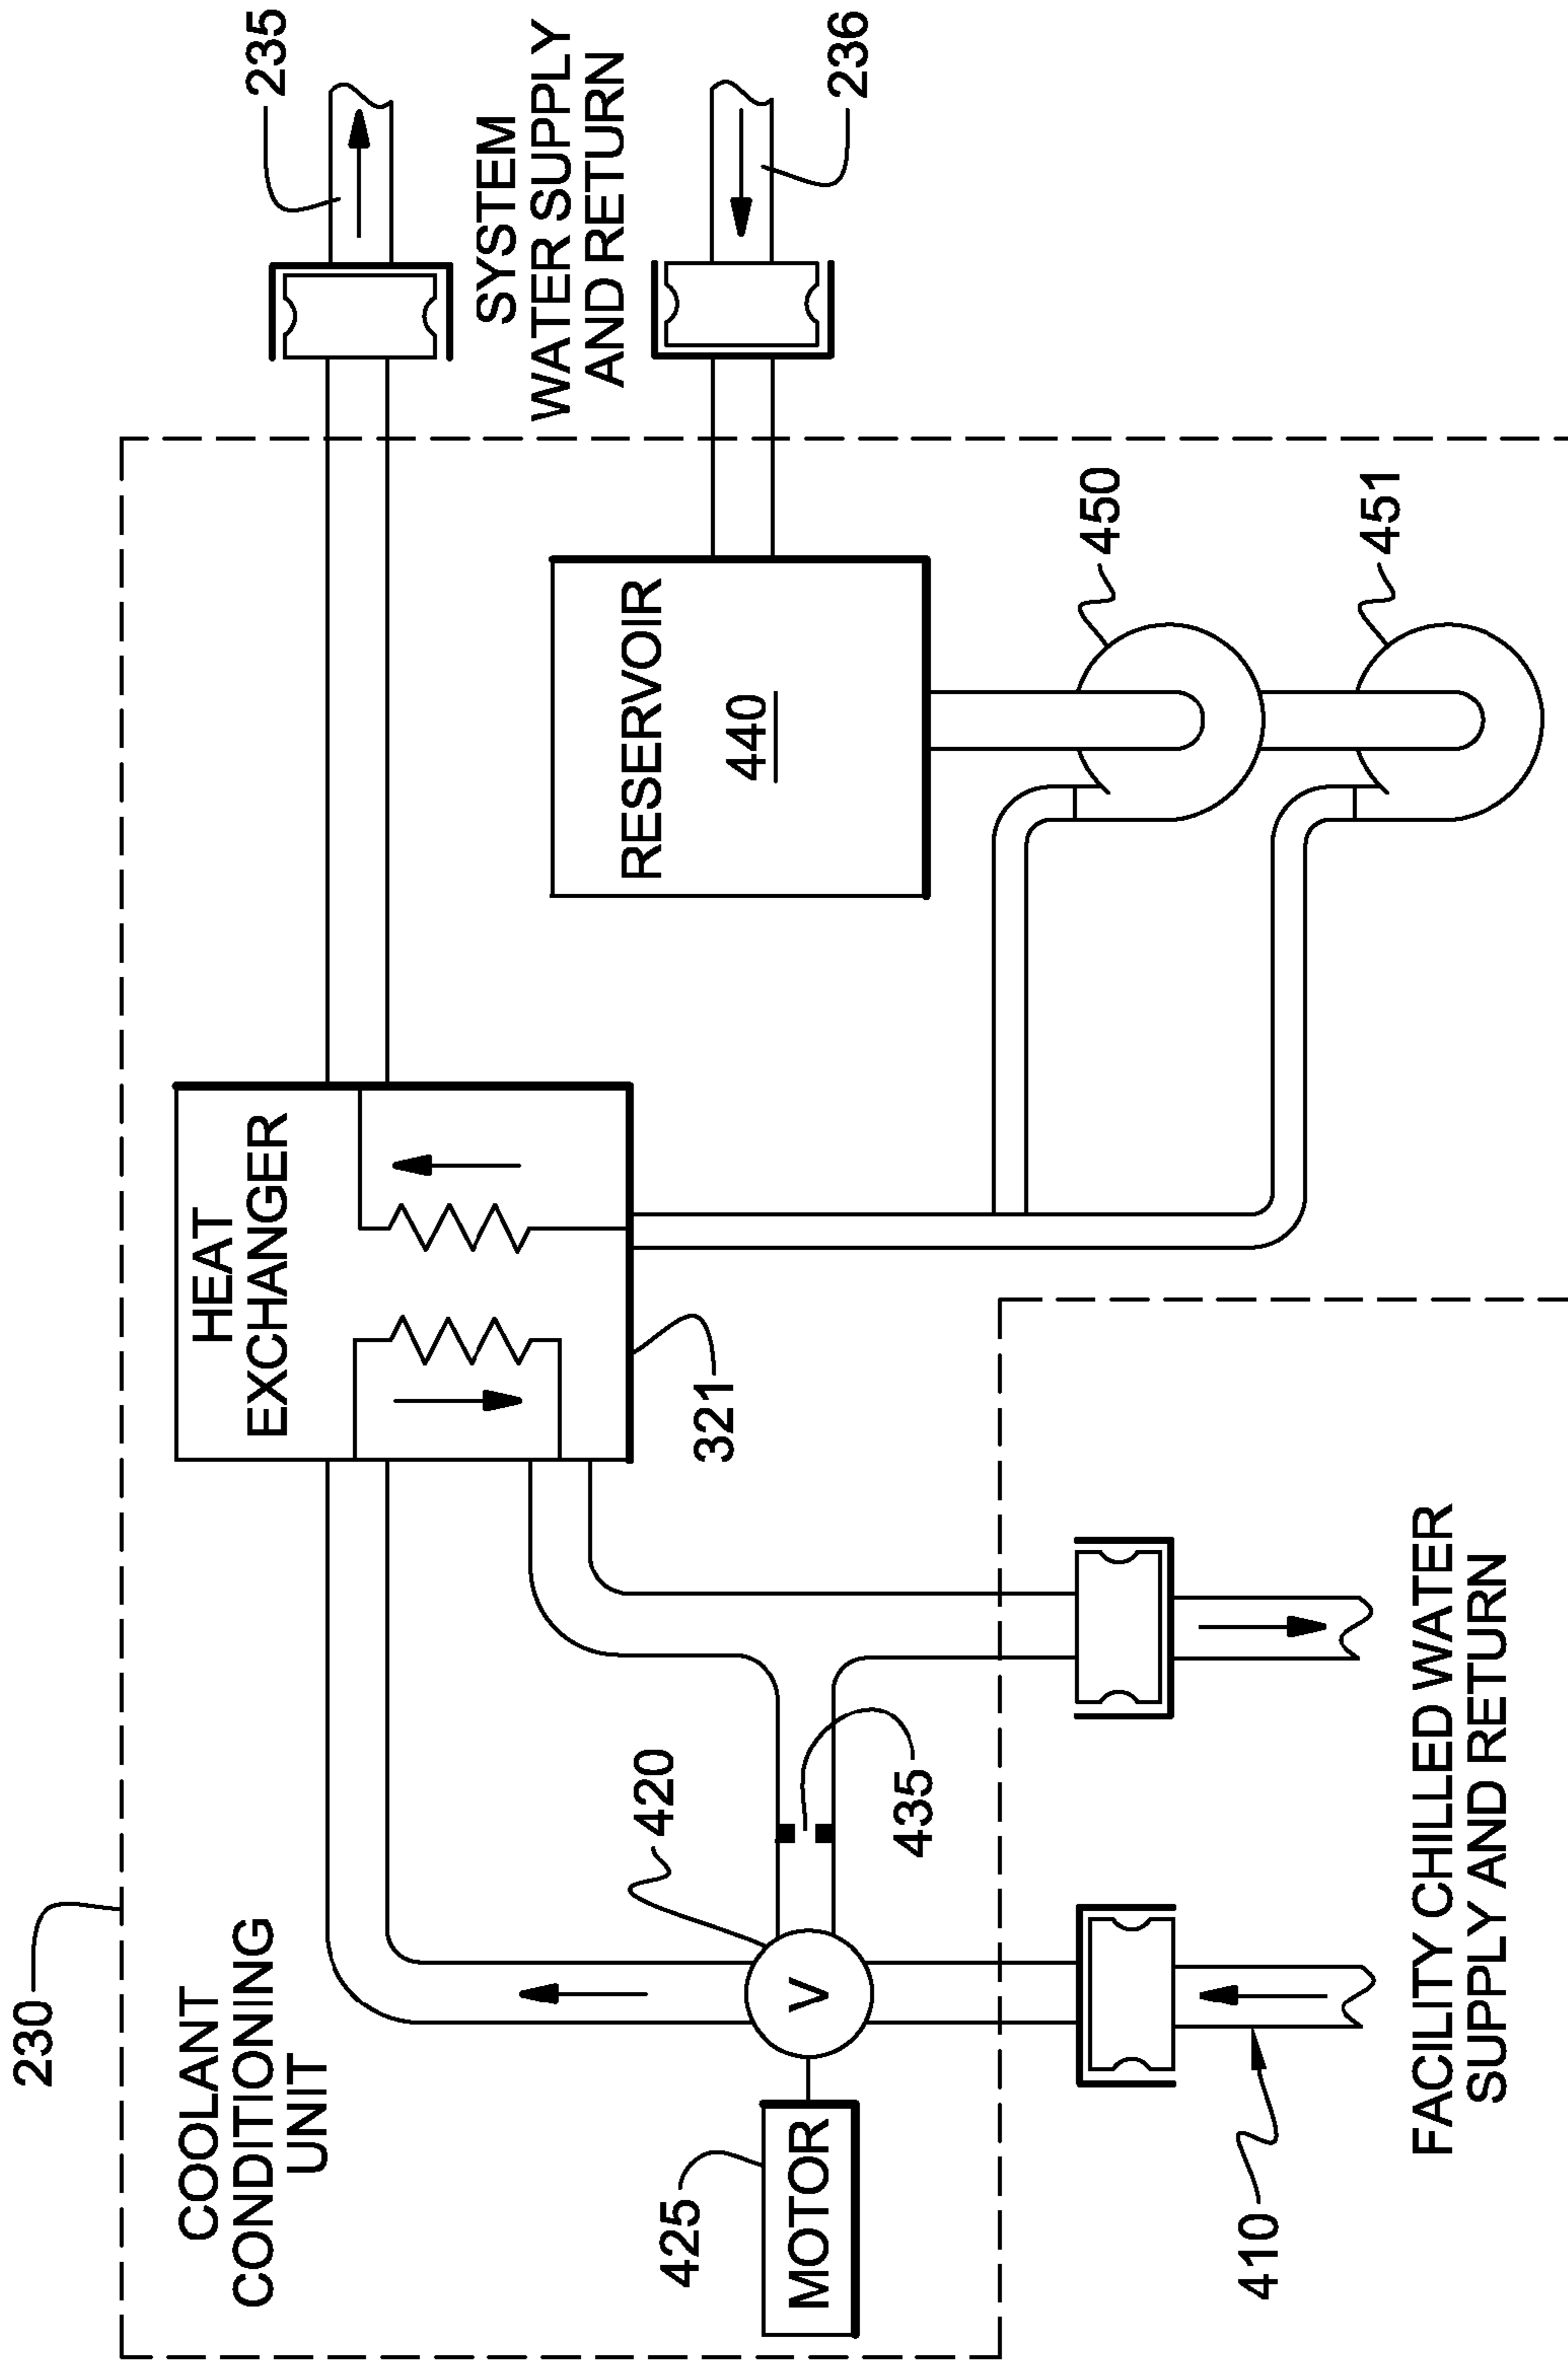 230
COOLANT
CONDITIONING
UNIT
HEAT
EXCHANGER
235
SYSTEM
WATER SUPPLY
AND RETURN
236
RESERVOIR
440
321
420
435
425
MOTOR
V
450
451
410
FACILITY CHILLED WATER
SUPPLY AND RETURN